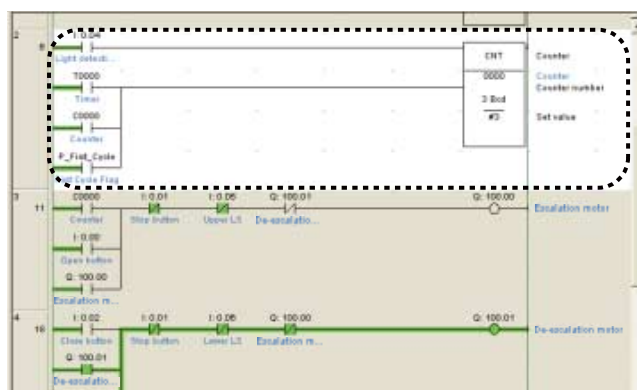 2
I: 0.04
CNT
Counter
Light detecti...
0000
Counter
T0000
Counter number
Timer
3 Bcd
C0000
#3
Set value
Counter
P_First_Cycle
First Cycle Flag
3
11
C0000
I: 0.01
I: 0.05
Q: 100.01
Q: 100.00
Counter
Stop button
Upper LS
De-escalatio...
Escalation motor
I: 0.00
Open button
Q: 100.00
Escalation m...
4
I: 0.02
I: 0.01
I: 0.06
Q: 100.00
Q: 100.01
Close button
Stop button
Lower LS
Escalation m...
De-escalation motor
Q: 100.01
De-escalatio...